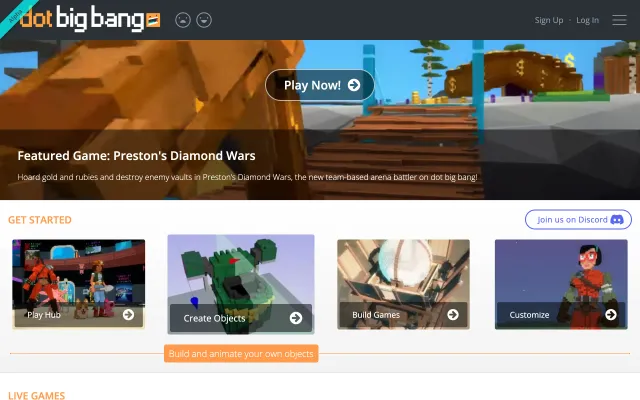 Alpha
dot big bang
Sign Up · Log In
Play Now!
Featured Game: Preston's Diamond Wars
Hoard gold and rubies and destroy enemy vaults in Preston's Diamond Wars, the new team-based arena battler on dot big bang!
GET STARTED
Join us on Discord
Play Hub
Create Objects
Build Games
Customize
Build and animate your own objects
LIVE GAMES